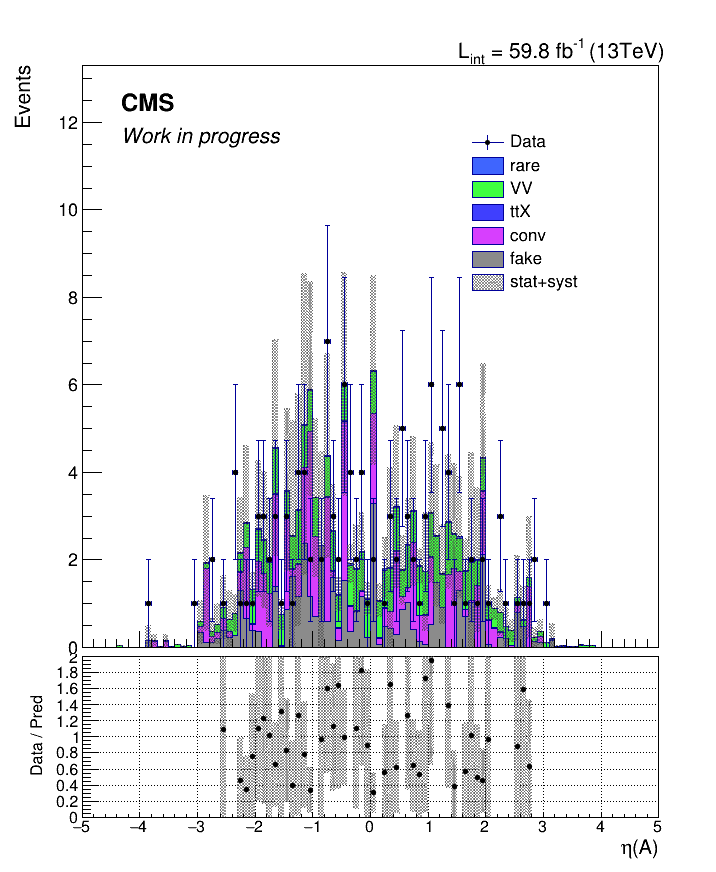 L_int = 59.8 fb⁻¹ (13TeV)
Events
CMS
Work in progress
Data
rare
VV
ttX
conv
fake
stat+syst
12
10
8
6
4
2
0
Data / Pred
2
1.8
1.6
1.4
1.2
1
0.8
0.6
0.4
0.2
0
−5 −4 −3 −2 −1 0 1 2 3 4 5
η(A)